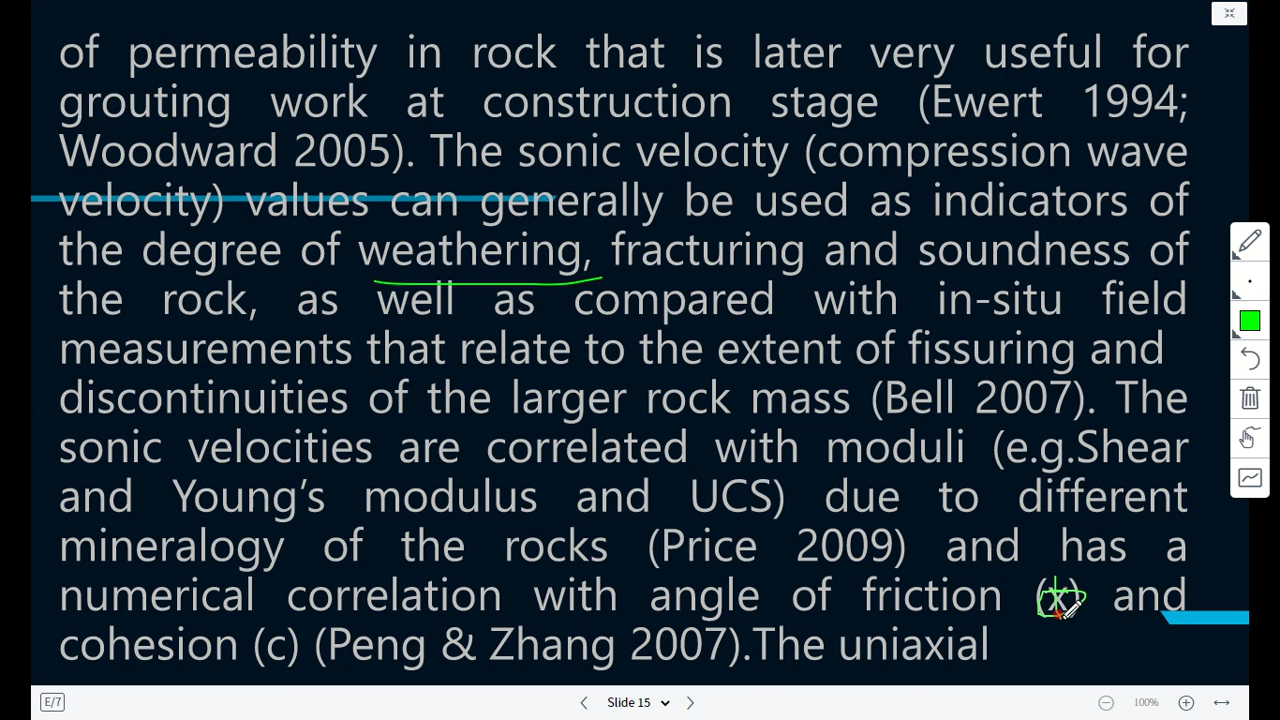 of permeability in rock that is later very useful for
grouting work at construction stage (Ewert 1994;
Woodward 2005). The sonic velocity (compression wave
velocity) values can generally be used as indicators of
the degree of weathering, fracturing and soundness of
the rock, as well as compared with in-situ field
measurements that relate to the extent of fissuring and
discontinuities of the larger rock mass (Bell 2007). The
sonic velocities are correlated with moduli (e.g.Shear
and Young's modulus and UCS) due to different
mineralogy of the rocks (Price 2009) and has a
numerical correlation with angle of friction (x) and
cohesion (c) (Peng & Zhang 2007).The uniaxial
E/7
Slide 15
100%